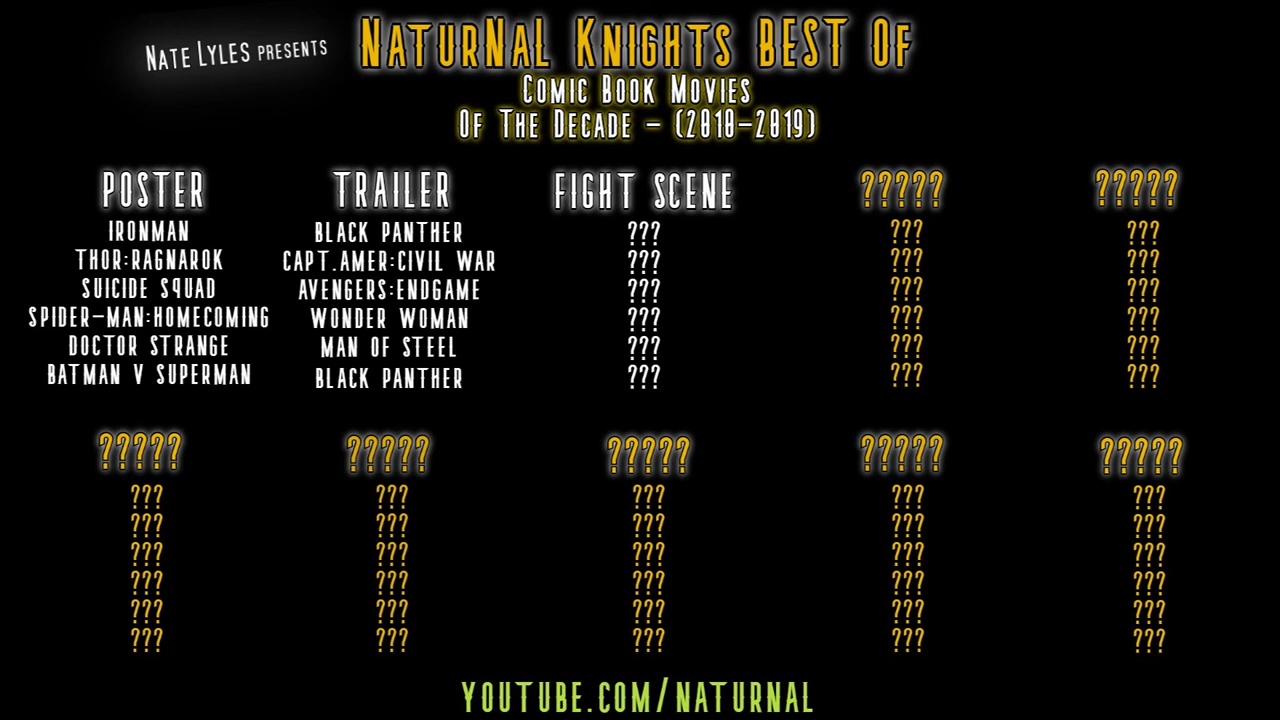 Nate Lyles presents
NaturNal Knights BEST Of
Comic Book Movies
Of The Decade - (2010-2019)
POSTER
IRONMAN
THOR:RAGNAROK
SUICIDE SQUAD
SPIDER-MAN:HOMECOMING
DOCTOR STRANGE
BATMAN V SUPERMAN
TRAILER
BLACK PANTHER
CAPT.AMER:CIVIL WAR
AVENGERS:ENDGAME
WONDER WOMAN
MAN OF STEEL
BLACK PANTHER
FIGHT SCENE
???
???
???
???
???
???
?????
???
???
???
???
???
???
?????
???
???
???
???
???
???
?????
???
???
???
???
???
???
?????
???
???
???
???
???
???
?????
???
???
???
???
???
???
?????
???
???
???
???
???
???
?????
???
???
???
???
???
???
YOUTUBE.COM/NATURNAL